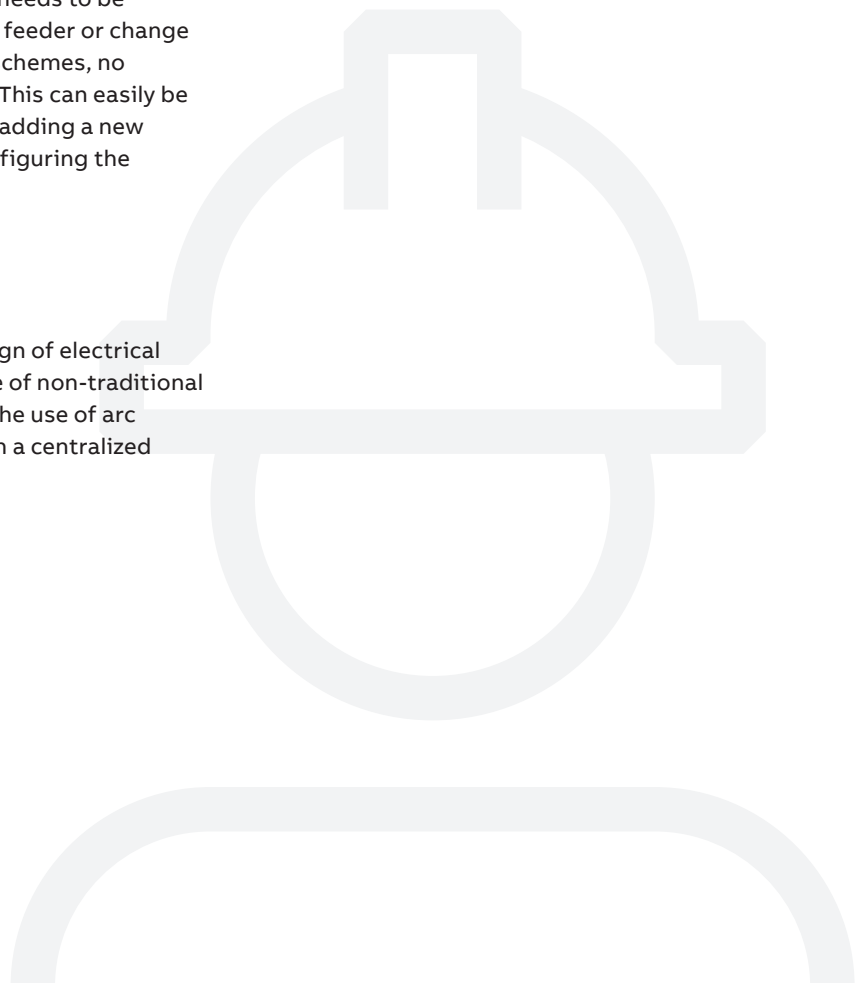 needs to be
feeder or change
chemes, no
This can easily be
adding a new
figuring the
gn of electrical
e of non-traditional
he use of arc
n a centralized